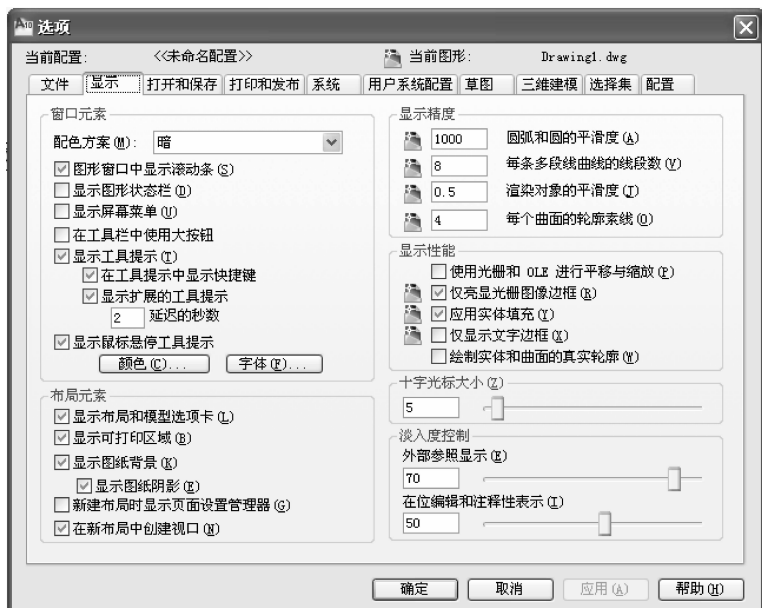 选项
当前配置: <<未命名配置>> 当前图形: Drawing1.dwg
文件 显示 打开和保存 打印和发布 系统 用户系统配置 草图 三维建模 选择集 配置
窗口元素
配色方案(M): 暗
图形窗口中显示滚动条(S)
显示图形状态栏(D)
显示屏幕菜单(U)
在工具栏中使用大按钮
显示工具提示(T)
在工具提示中显示快捷键
显示扩展的工具提示
2 延迟的秒数
显示鼠标悬停工具提示
颜色(C)... 字体(F)...
布局元素
显示布局和模型选项卡(L)
显示可打印区域(B)
显示图纸背景(K)
显示图纸阴影(E)
新建布局时显示页面设置管理器(G)
在新布局中创建视口(N)
显示精度
1000 圆弧和圆的平滑度(A)
8 每条多段线曲线的线段数(V)
0.5 渲染对象的平滑度(J)
4 每个曲面的轮廓素线(O)
显示性能
使用光栅和 OLE 进行平移与缩放(P)
仅亮显光栅图像边框(R)
应用实体填充(Y)
仅显示文字边框(X)
绘制实体和曲面的真实轮廓(W)
十字光标大小(Z)
5
淡入度控制
外部参照显示(E)
70
在位编辑和注释性表示(I)
50
确定 取消 应用(A) 帮助(H)